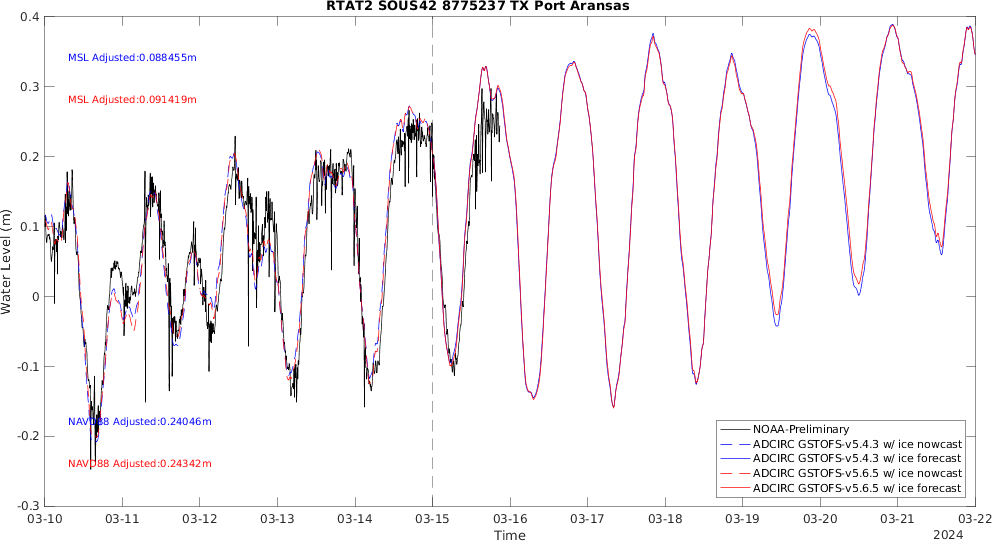 RTAT2 SOUS42 8775237 TX Port Aransas
0.4
0.3
0.2
0.1
0
-0.1
-0.2
-0.3
Water Level (m)
MSL Adjusted:0.088455m
MSL Adjusted:0.091419m
NAVD88 Adjusted:0.24046m
NAVD88 Adjusted:0.24342m
NOAA-Preliminary
ADCIRC GSTOFS-v5.4.3 w/ ice nowcast
ADCIRC GSTOFS-v5.4.3 w/ ice forecast
ADCIRC GSTOFS-v5.6.5 w/ ice nowcast
ADCIRC GSTOFS-v5.6.5 w/ ice forecast
03-10 03-11 03-12 03-13 03-14 03-15 03-16 03-17 03-18 03-19 03-20 03-21 03-22
Time
2024